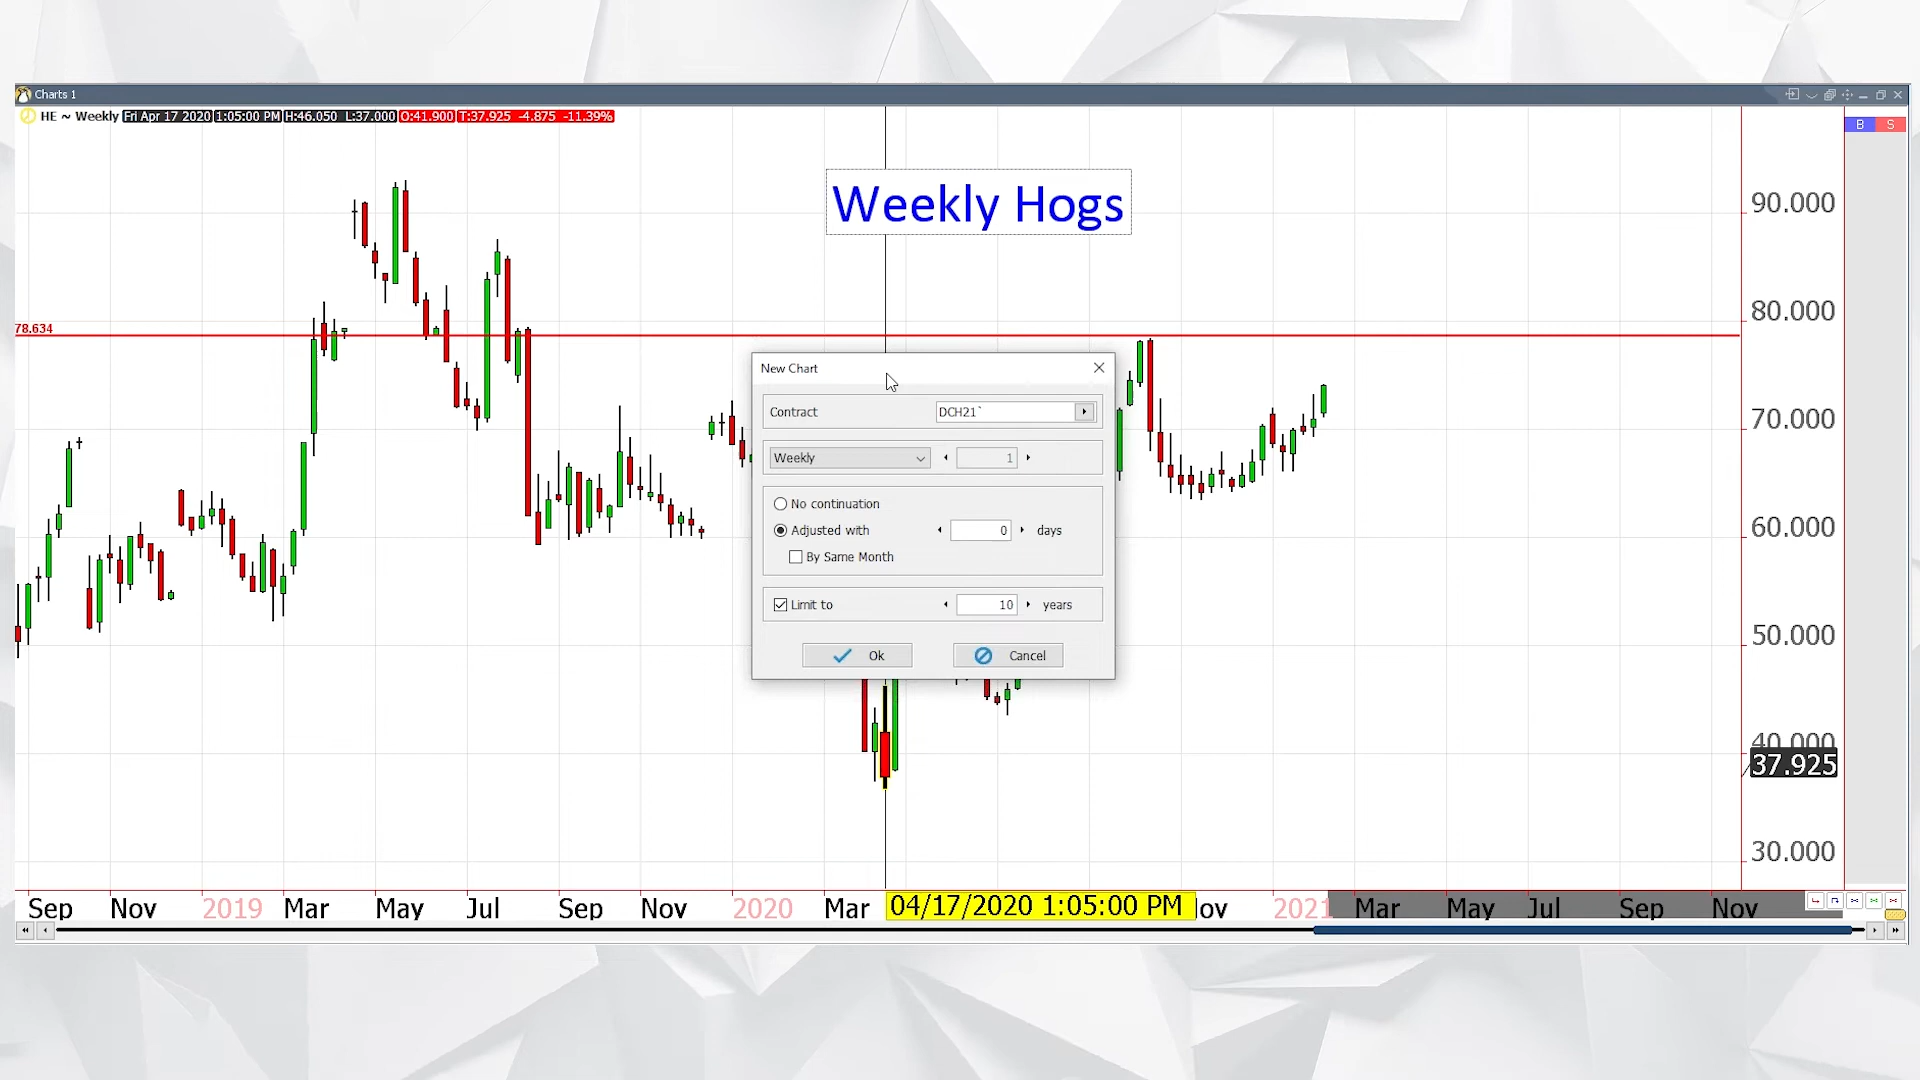 Charts 1
HE ~ Weekly Fri Apr 17 2020 1:05:00 PM H:46.050 L:37.000 O:41.900 T:37.925 -4.875 -11.39%
B S
Weekly Hogs
90.000
80.000
78.634
New Chart
Contract DCH21`
70.000
Weekly 1
No continuation
Adjusted with 0 days
60.000
By Same Month
Limit to 10 years
50.000
Ok Cancel
40.000
37.925
30.000
Sep Nov 2019 Mar May Jul Sep Nov 2020 Mar 04/17/2020 1:05:00 PM ov 2021 Mar May Jul Sep Nov